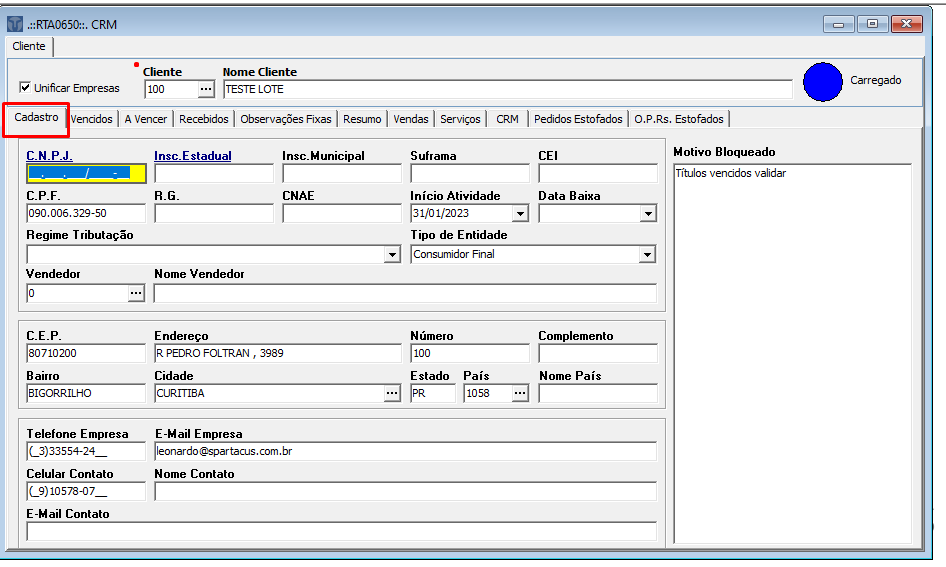 .::RTA0650::. CRM
Cliente
Unificar Empresas
Cliente
Nome Cliente
100 ...
TESTE LOTE
Carregado
Cadastro Vencidos A Vencer Recebidos Observações Fixas Resumo Vendas Serviços CRM Pedidos Estofados O.P.Rs. Estofados
C.N.P.J. Insc.Estadual Insc.Municipal Suframa CEI
. . / -
C.P.F. R.G. CNAE Início Atividade Data Baixa
090.006.329-50 31/01/2023
Regime Tributação Tipo de Entidade
Consumidor Final
Vendedor Nome Vendedor
0 ...
C.E.P. Endereço Número Complemento
80710200 R PEDRO FOLTRAN , 3989 100
Bairro Cidade Estado País Nome País
BIGORRILHO CURITIBA ... PR 1058 ...
Telefone Empresa E-Mail Empresa
(_3)33554-24__ leonardo@spartacus.com.br
Celular Contato Nome Contato
(_9)10578-07__
E-Mail Contato
Motivo Bloqueado
Títulos vencidos validar